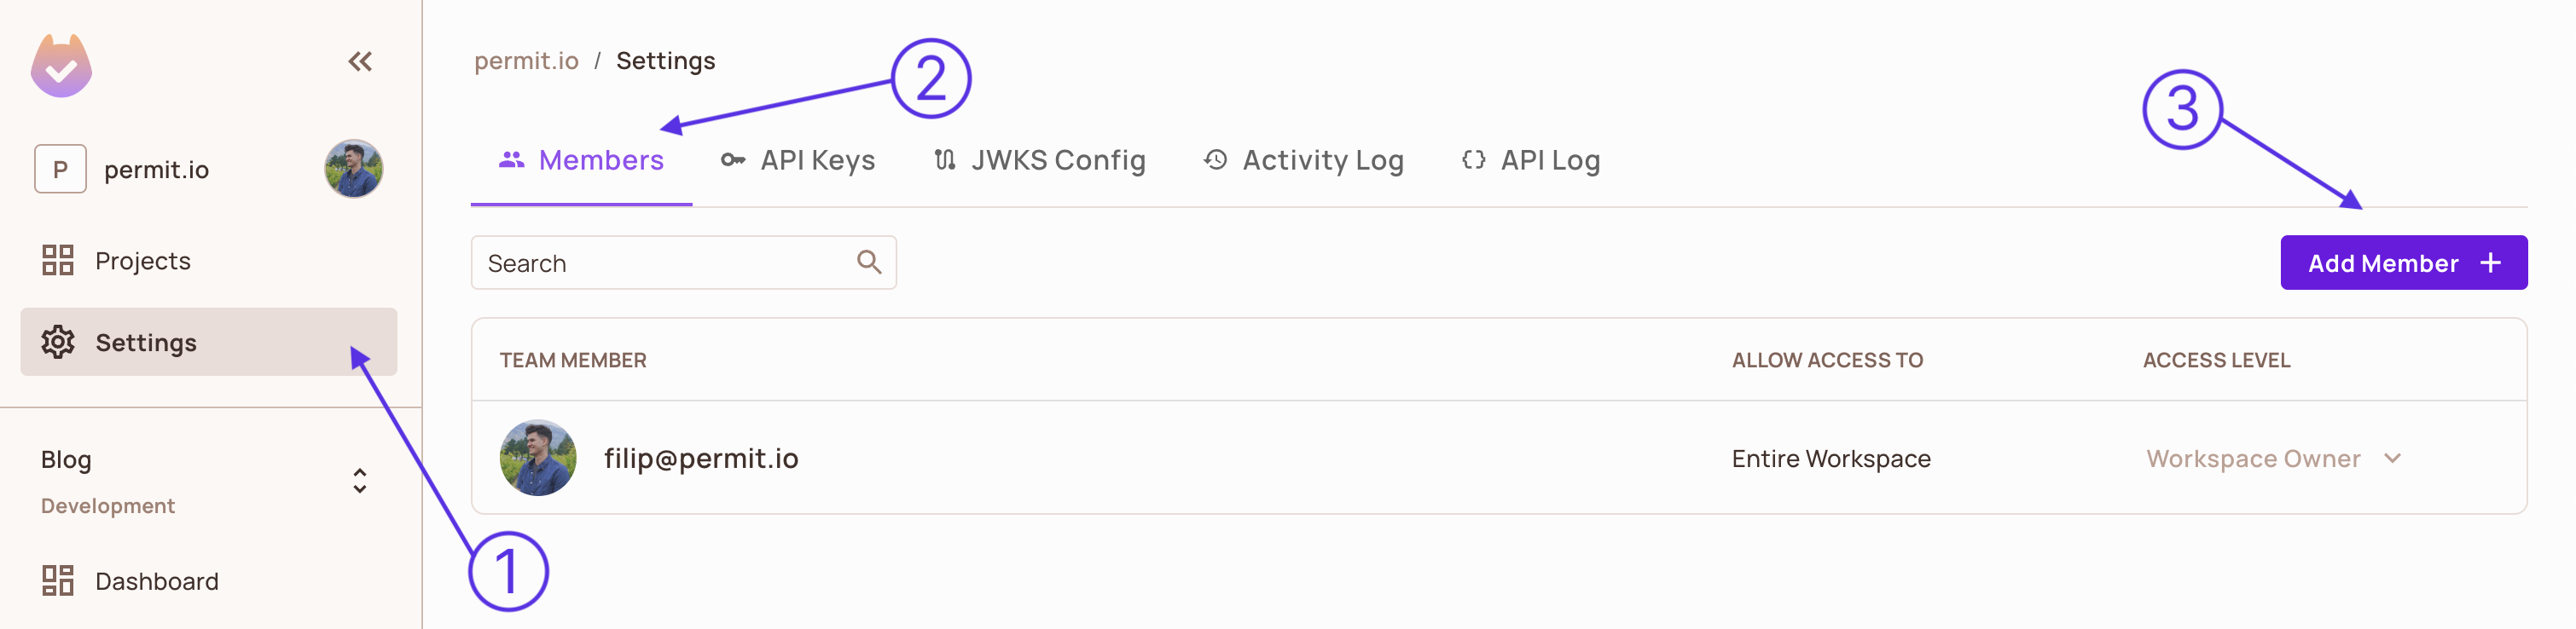 permit.io / Settings
P permit.io
Projects
Settings
Blog
Development
Dashboard
1
2
3
Members API Keys JWKS Config Activity Log API Log
Search
Add Member +
TEAM MEMBER ALLOW ACCESS TO ACCESS LEVEL
filip@permit.io Entire Workspace Workspace Owner